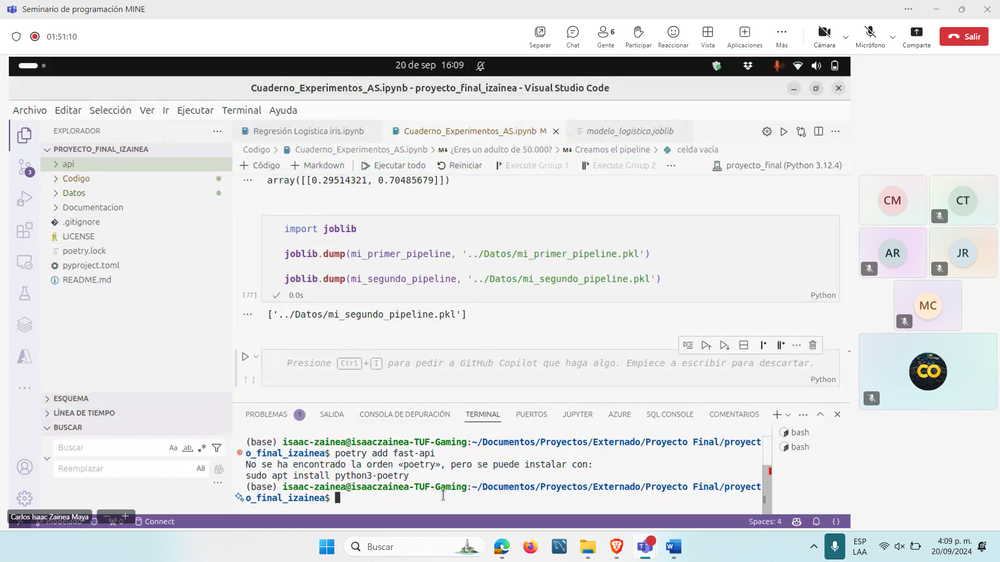 Seminario de programación MINE
01:51:10
Separar
Chat
6
Gente
Participar
Reaccionar
Vista
Aplicaciones
Más
Cámara
Micrófono
Comparte
Salir
20 de sep 16:09
Cuaderno_Experimentos_AS.ipynb - proyecto_final_izainea - Visual Studio Code
Archivo Editar Selección Ver Ir Ejecutar Terminal Ayuda
EXPLORADOR
Regresión Logistica iris.ipynb
Cuaderno_Experimentos_AS.ipynb M
modelo_logistico.joblib
PROYECTO_FINAL_IZAINEA
Codigo > Cuaderno_Experimentos_AS.ipynb > M↓ ¿Eres un adulto de 50.000? > M↓ Creamos el pipeline > celda vacía
3
api
Codigo
Datos
Documentacion
.gitignore
LICENSE
poetry.lock
pyproject.toml
README.md
+ Código + Markdown | Ejecutar todo Reiniciar Execute Group 1 Execute Group 2 ... proyecto_final (Python 3.12.4)
... array([[0.29514321, 0.70485679]])
import joblib
joblib.dump(mi_primer_pipeline, '../Datos/mi_primer_pipeline.pkl')
joblib.dump(mi_segundo_pipeline, '../Datos/mi_segundo_pipeline.pkl')
[77] ✓ 0.0s Python
... ['../Datos/mi_segundo_pipeline.pkl']
Presione Ctrl+I para pedir a GitHub Copilot que haga algo. Empiece a escribir para descartar.
[ ] Python
ESQUEMA
LÍNEA DE TIEMPO
BUSCAR
Buscar Aa ab
Reemplazar AB
PROBLEMAS 1 SALIDA CONSOLA DE DEPURACIÓN TERMINAL PUERTOS JUPYTER AZURE SQL CONSOLE COMENTARIOS
bash
bash
(base) isaac-zainea@isaaczainea-TUF-Gaming:~/Documentos/Proyectos/Externado/Proyecto Final/proyect
o_final_izainea$ poetry add fast-api
No se ha encontrado la orden «poetry», pero se puede instalar con:
sudo apt install python3-poetry
(base) isaac-zainea@isaaczainea-TUF-Gaming:~/Documentos/Proyectos/Externado/Proyecto Final/proyect
o_final_izainea$
Carlos Isaac Zainea Maya
modelado* 0 Connect
Spaces: 4
CM
CT
AR
JR
MC
CO
Buscar
ESP
LAA
4:09 p. m.
20/09/2024